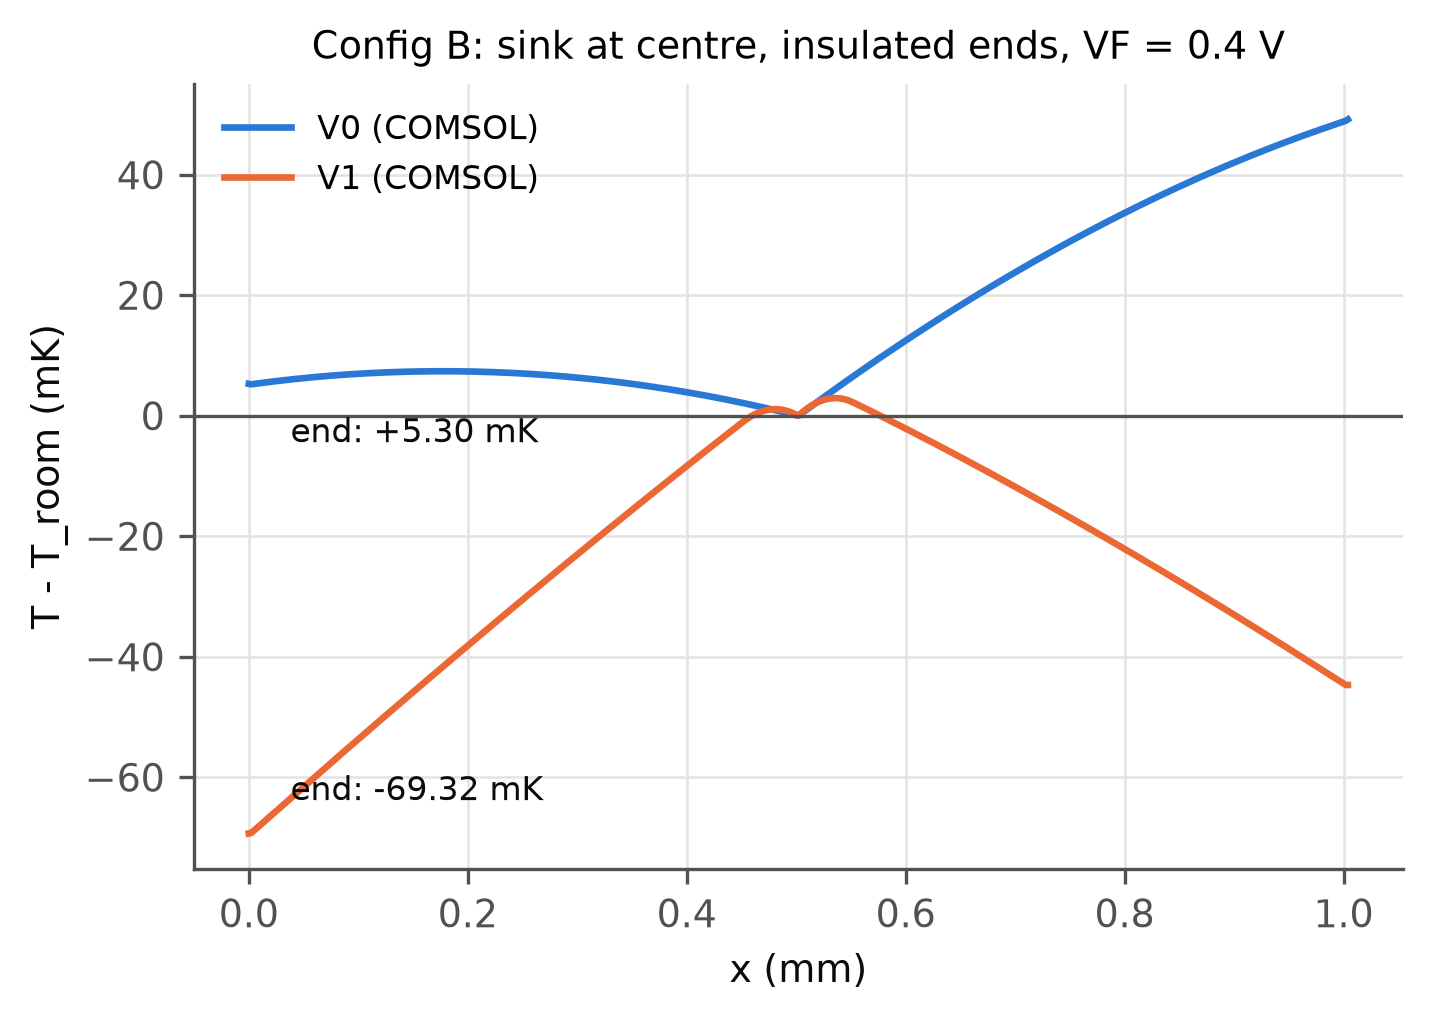 Config B: sink at centre, insulated ends, VF = 0.4 V
V0 (COMSOL)
V1 (COMSOL)
40
20
0
−20
−40
−60
T - T_room (mK)
end: +5.30 mK
end: -69.32 mK
0.0 0.2 0.4 0.6 0.8 1.0
x (mm)